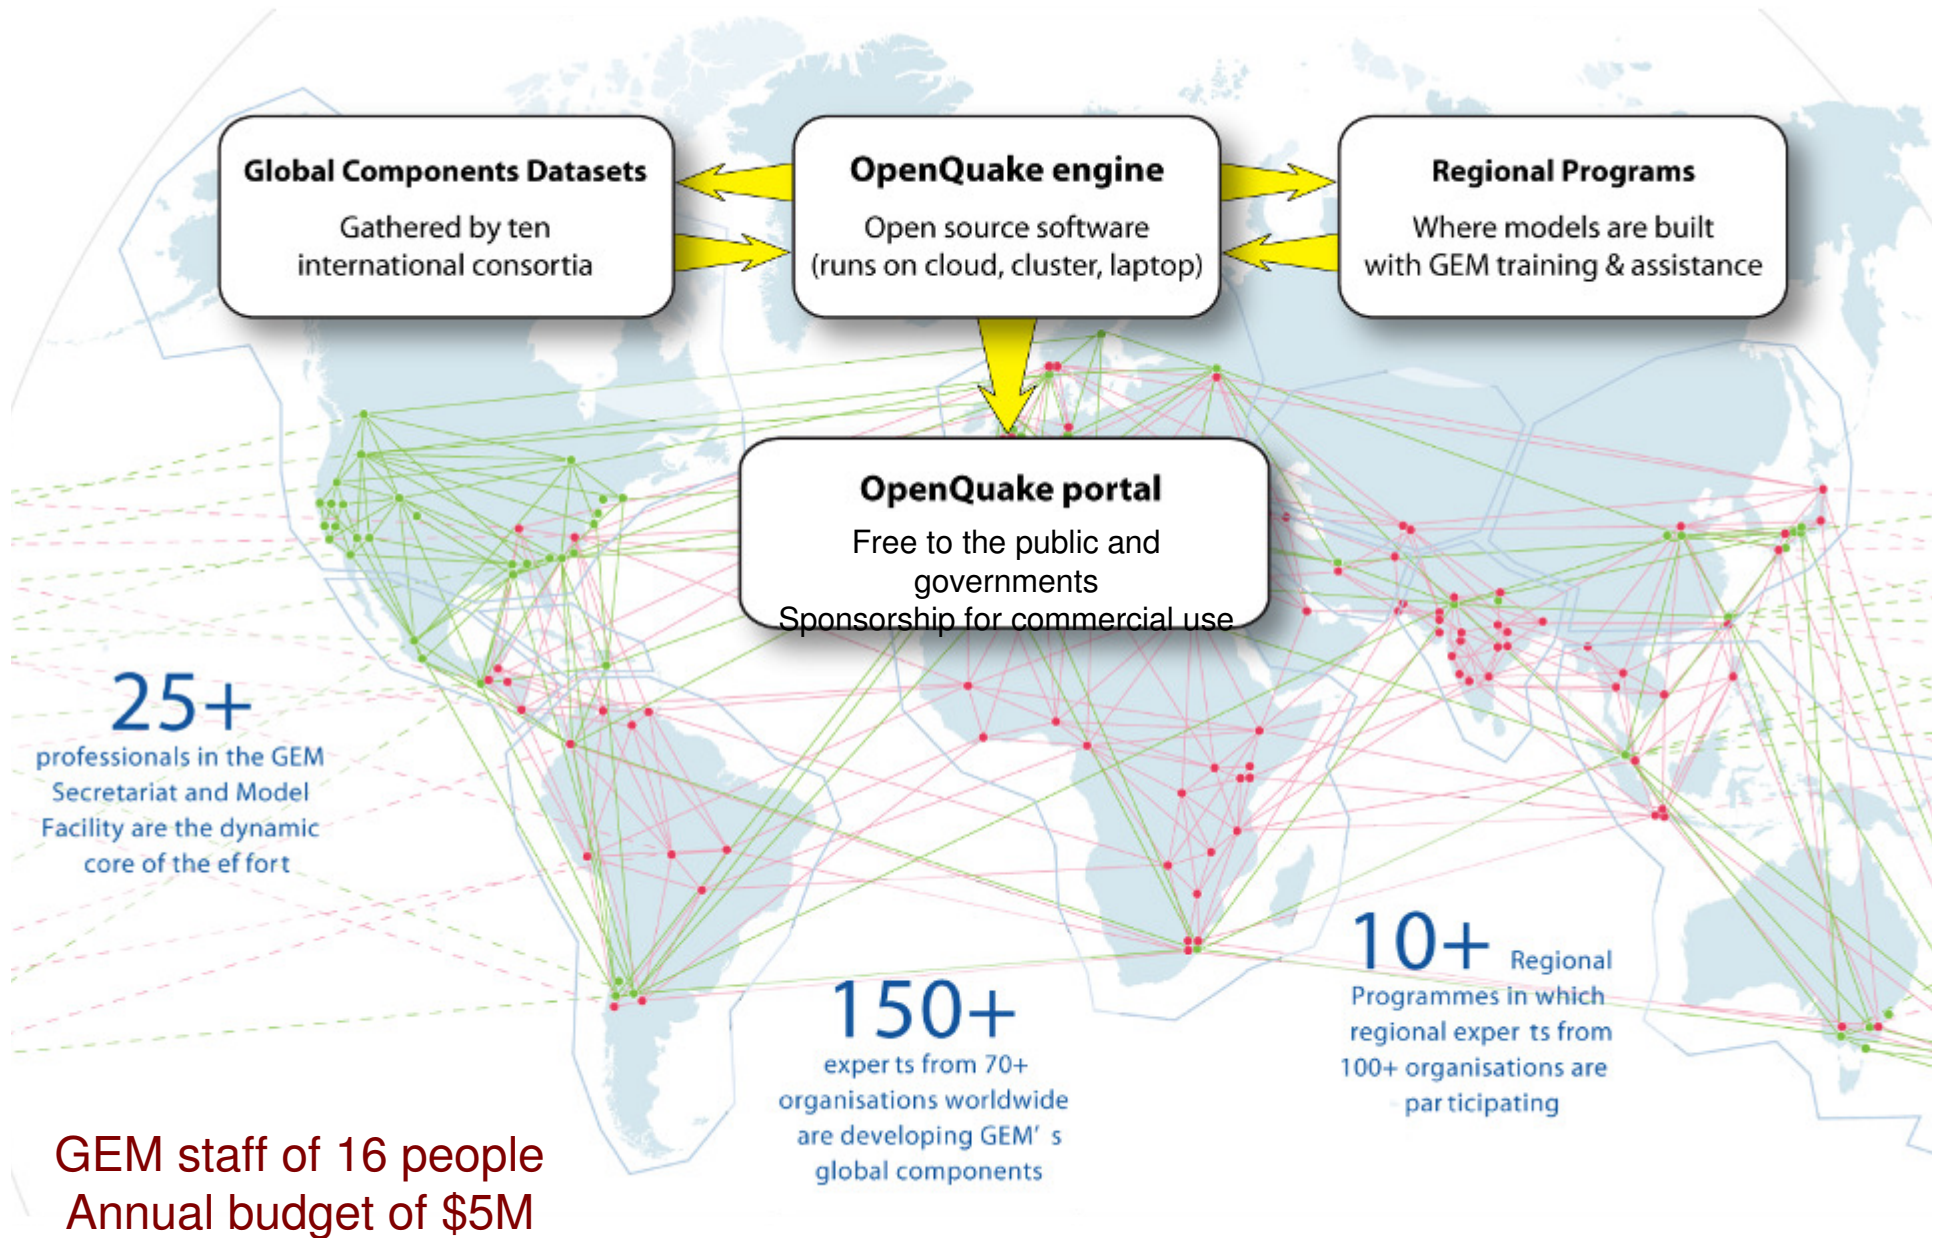 Global Components Datasets
Gathered by ten
international consortia
OpenQuake engine
Open source software
(runs on cloud, cluster, laptop)
Regional Programs
Where models are built
with GEM training & assistance
OpenQuake portal
Free to the public and
governments
Sponsorship for commercial use
25+
professionals in the GEM
Secretariat and Model
Facility are the dynamic
core of the ef fort
150+
exper ts from 70+
organisations worldwide
are developing GEM' s
global components
10+ Regional
Programmes in which
regional exper ts from
100+ organisations are
par ticipating
GEM staff of 16 people
Annual budget of $5M